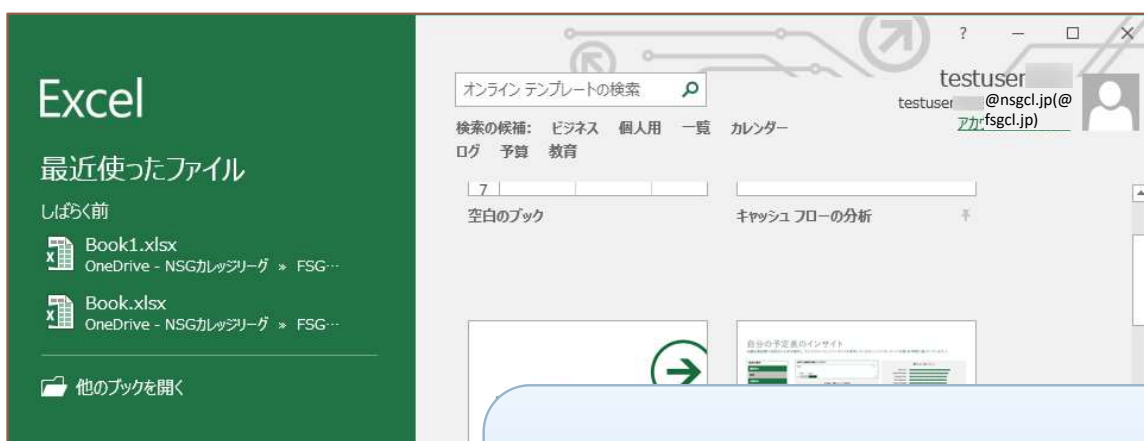 Excel
最近使ったファイル
しばらく前
Book1.xlsx
OneDrive - NSGカレッジリーグ » FSG…
Book.xlsx
OneDrive - NSGカレッジリーグ » FSG…
他のブックを開く
?
オンライン テンプレートの検索
検索の候補: ビジネス 個人用 一覧 カレンダー
ログ 予算 教育
testuser
testuser @nsgcl.jp(@
fsgcl.jp)
7
空白のブック
キャッシュ フローの分析
自分の予定表のインサイト